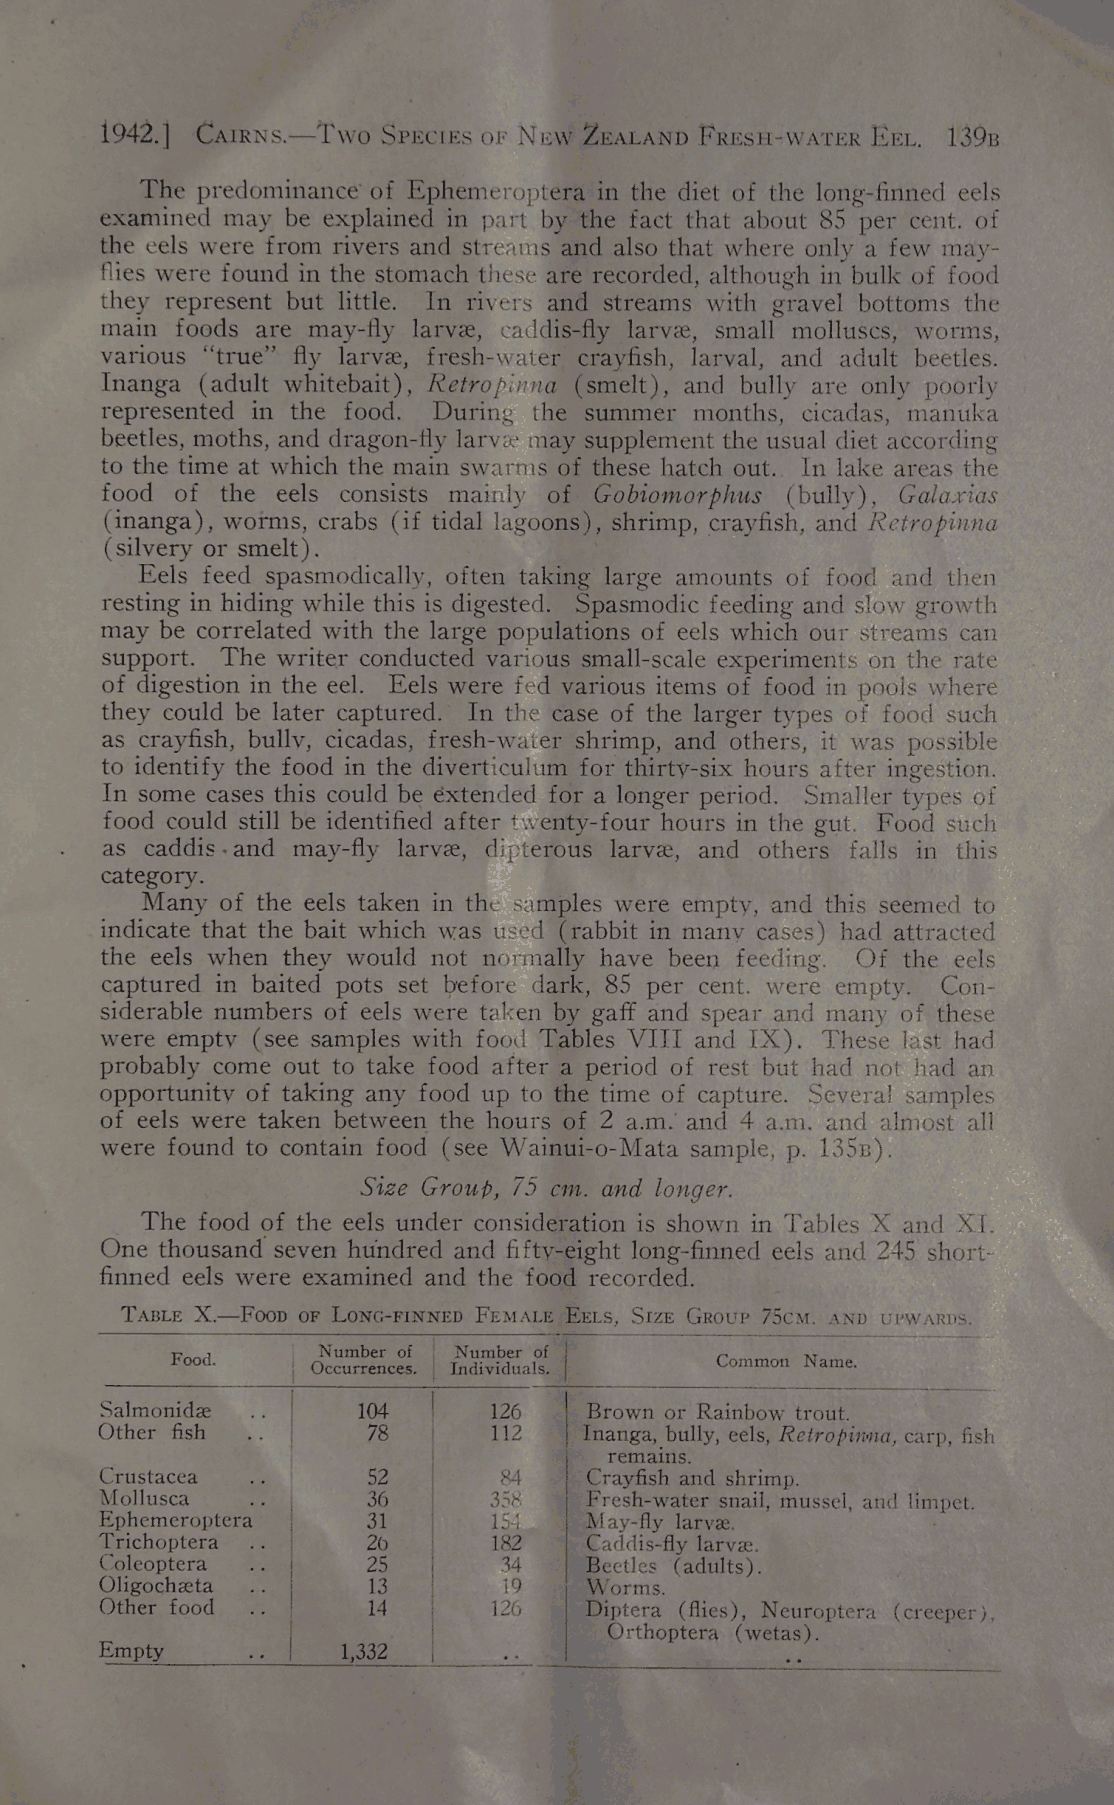 1942.] CAIRNS.—TWO SPECIES OF NEW ZEALAND FRESH-WATER EEL. 139B
The predominance of Ephemeroptera in the diet of the long-finned eels
examined may be explained in part by the fact that about 85 per cent. of
the eels were from rivers and streams and also that where only a few may-
flies were found in the stomach these are recorded, although in bulk of food
they represent but little. In rivers and streams with gravel bottoms the
main foods are may-fly larvæ, caddis-fly larvæ, small molluscs, worms,
various “true” fly larvæ, fresh-water crayfish, larval, and adult beetles.
Inanga (adult whitebait), Retropinna (smelt), and bully are only poorly
represented in the food. During the summer months, cicadas, manuka
beetles, moths, and dragon-fly larvæ may supplement the usual diet according
to the time at which the main swarms of these hatch out. In lake areas the
food of the eels consists mainly of Gobiomorphus (bully), Galaxias
(inanga), worms, crabs (if tidal lagoons), shrimp, crayfish, and Retropinna
(silvery or smelt).
Eels feed spasmodically, often taking large amounts of food and then
resting in hiding while this is digested. Spasmodic feeding and slow growth
may be correlated with the large populations of eels which our streams can
support. The writer conducted various small-scale experiments on the rate
of digestion in the eel. Eels were fed various items of food in pools where
they could be later captured. In the case of the larger types of food such
as crayfish, bully, cicadas, fresh-water shrimp, and others, it was possible
to identify the food in the diverticulum for thirty-six hours after ingestion.
In some cases this could be extended for a longer period. Smaller types of
food could still be identified after twenty-four hours in the gut. Food such
as caddis and may-fly larvæ, dipterous larvæ, and others falls in this
category.
Many of the eels taken in the samples were empty, and this seemed to
indicate that the bait which was used (rabbit in many cases) had attracted
the eels when they would not normally have been feeding. Of the eels
captured in baited pots set before dark, 85 per cent. were empty. Con-
siderable numbers of eels were taken by gaff and spear and many of these
were empty (see samples with food Tables VIII and IX). These last had
probably come out to take food after a period of rest but had not had an
opportunity of taking any food up to the time of capture. Several samples
of eels were taken between the hours of 2 a.m. and 4 a.m. and almost all
were found to contain food (see Wainui-o-Mata sample, p. 135B).
Size Group, 75 cm. and longer.
The food of the eels under consideration is shown in Tables X and XI.
One thousand seven hundred and fifty-eight long-finned eels and 245 short-
finned eels were examined and the food recorded.
TABLE X.—FOOD OF LONG-FINNED FEMALE EELS, SIZE GROUP 75CM. AND UPWARDS.
Food. Number of Occurrences. Number of Individuals. Common Name.
Salmonidæ .. 104 126 Brown or Rainbow trout.
Other fish .. 78 112 Inanga, bully, eels, Retropinna, carp, fish
remains.
Crustacea .. 52 84 Crayfish and shrimp.
Mollusca .. 36 358 Fresh-water snail, mussel, and limpet.
Ephemeroptera 31 154 May-fly larvæ.
Trichoptera .. 26 182 Caddis-fly larvæ.
Coleoptera .. 25 34 Beetles (adults).
Oligochæta .. 13 19 Worms.
Other food .. 14 126 Diptera (flies), Neuroptera (creeper),
Orthoptera (wetas).
Empty .. 1,332 .. ..